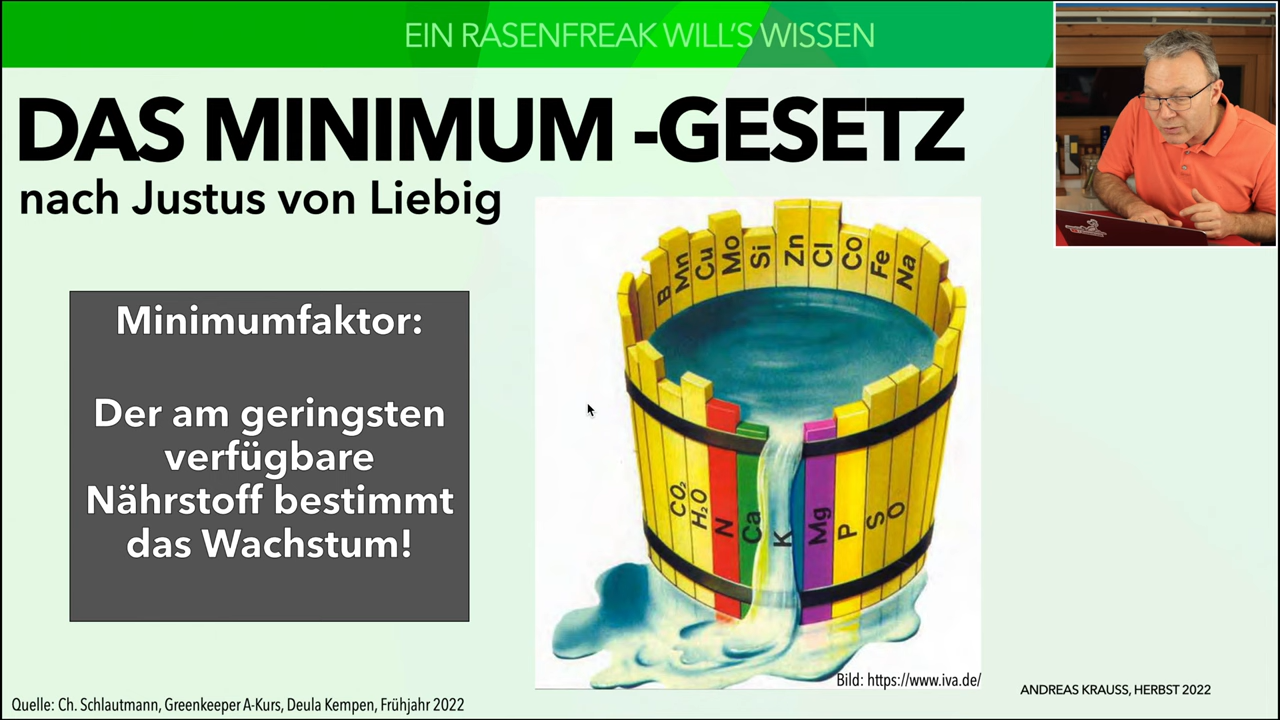 EIN RASENFREAK WILL'S WISSEN
DAS MINIMUM -GESETZ
nach Justus von Liebig
Minimumfaktor:
Der am geringsten
verfügbare
Nährstoff bestimmt
das Wachstum!
B Mn Cu Mo Si Zn Cl Co Fe Na
CO₂ H₂O N Ca K Mg P S O
Bild: https://www.iva.de/
ANDREAS KRAUSS, HERBST 2022
Quelle: Ch. Schlautmann, Greenkeeper A-Kurs, Deula Kempen, Frühjahr 2022